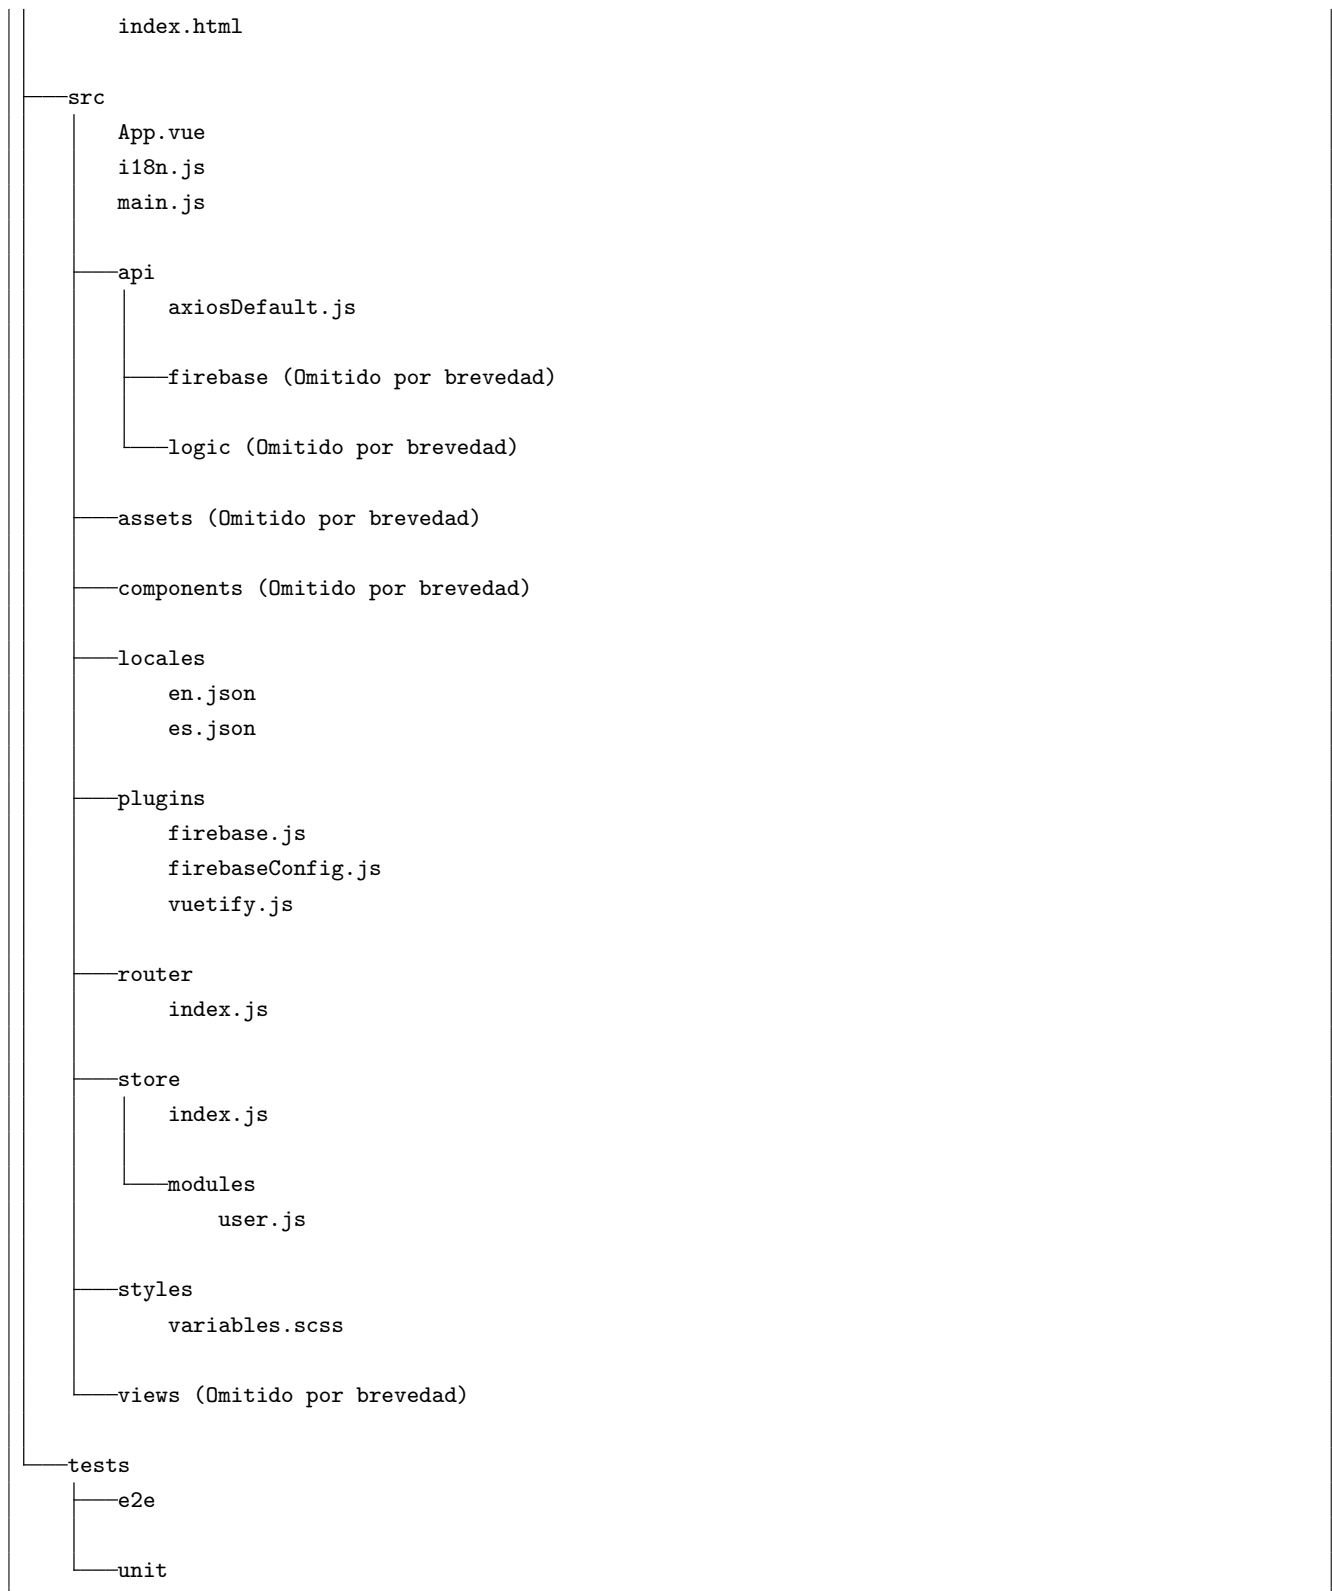 index.html
src
App.vue
i18n.js
main.js
api
axiosDefault.js
firebase (Omitido por brevedad)
logic (Omitido por brevedad)
assets (Omitido por brevedad)
components (Omitido por brevedad)
locales
en.json
es.json
plugins
firebase.js
firebaseConfig.js
vuetify.js
router
index.js
store
index.js
modules
user.js
styles
variables.scss
views (Omitido por brevedad)
tests
e2e
unit